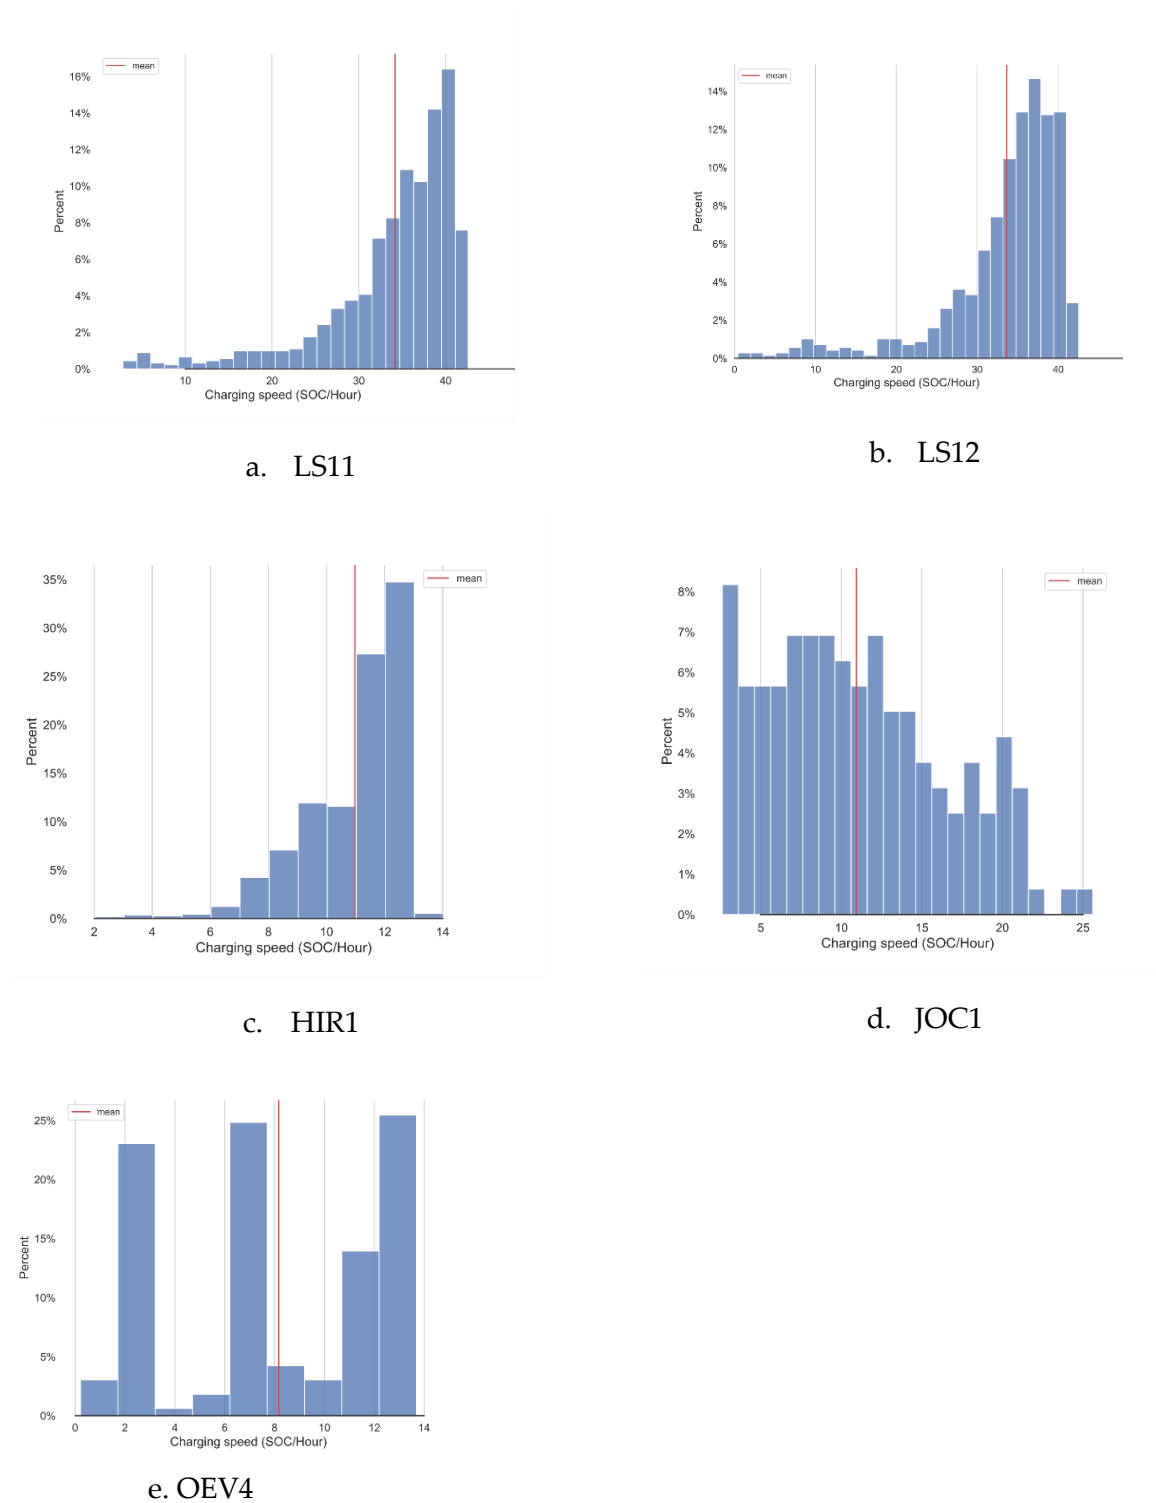 mean
16%
14%
12%
10%
8%
6%
4%
2%
0%
Percent
10 20 30 40
Charging speed (SOC/Hour)
a. LS11
mean
14%
12%
10%
8%
6%
4%
2%
0%
Percent
0 10 20 30 40
Charging speed (SOC/Hour)
b. LS12
mean
35%
30%
25%
20%
15%
10%
5%
0%
Percent
2 4 6 8 10 12 14
Charging speed (SOC/Hour)
c. HIR1
mean
8%
7%
6%
5%
4%
3%
2%
1%
0%
Percent
5 10 15 20 25
Charging speed (SOC/Hour)
d. JOC1
mean
25%
20%
15%
10%
5%
0%
Percent
0 2 4 6 8 10 12 14
Charging speed (SOC/Hour)
e. OEV4